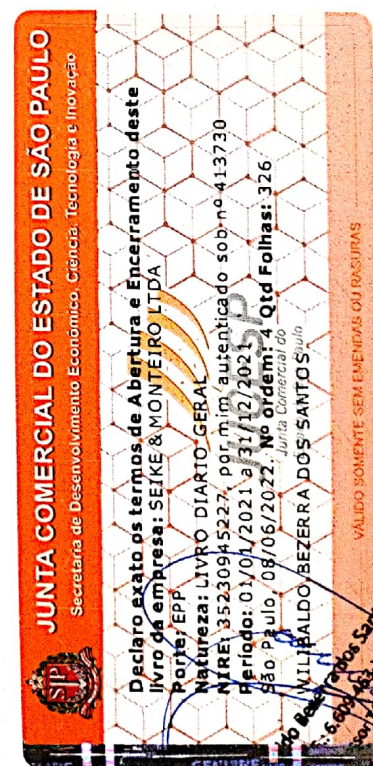 JUNTA COMERCIAL DO ESTADO DE SÃO PAULO
Secretaria de Desenvolvimento Econômico, Ciência, Tecnologia e Inovação
Declaro exato os termos de Abertura e Encerramento deste
livro da empresa: SEIKE & MONTEIRO LTDA
Porte: EPP
Natureza: LIVRO DIARIO GERAL
NIRE: 35230945227, por mim autenticado sob nº 413730
Período: 01/01/2021 - 31/12/2021
São Paulo 08/06/2022, Nº ordem: 4 Qtd Folhas: 326
JUCESP
Junta Comercial do
WILIBALDO BEZERRA DOS SANTOS
VÁLIDO SOMENTE SEM EMENDAS OU RASURAS